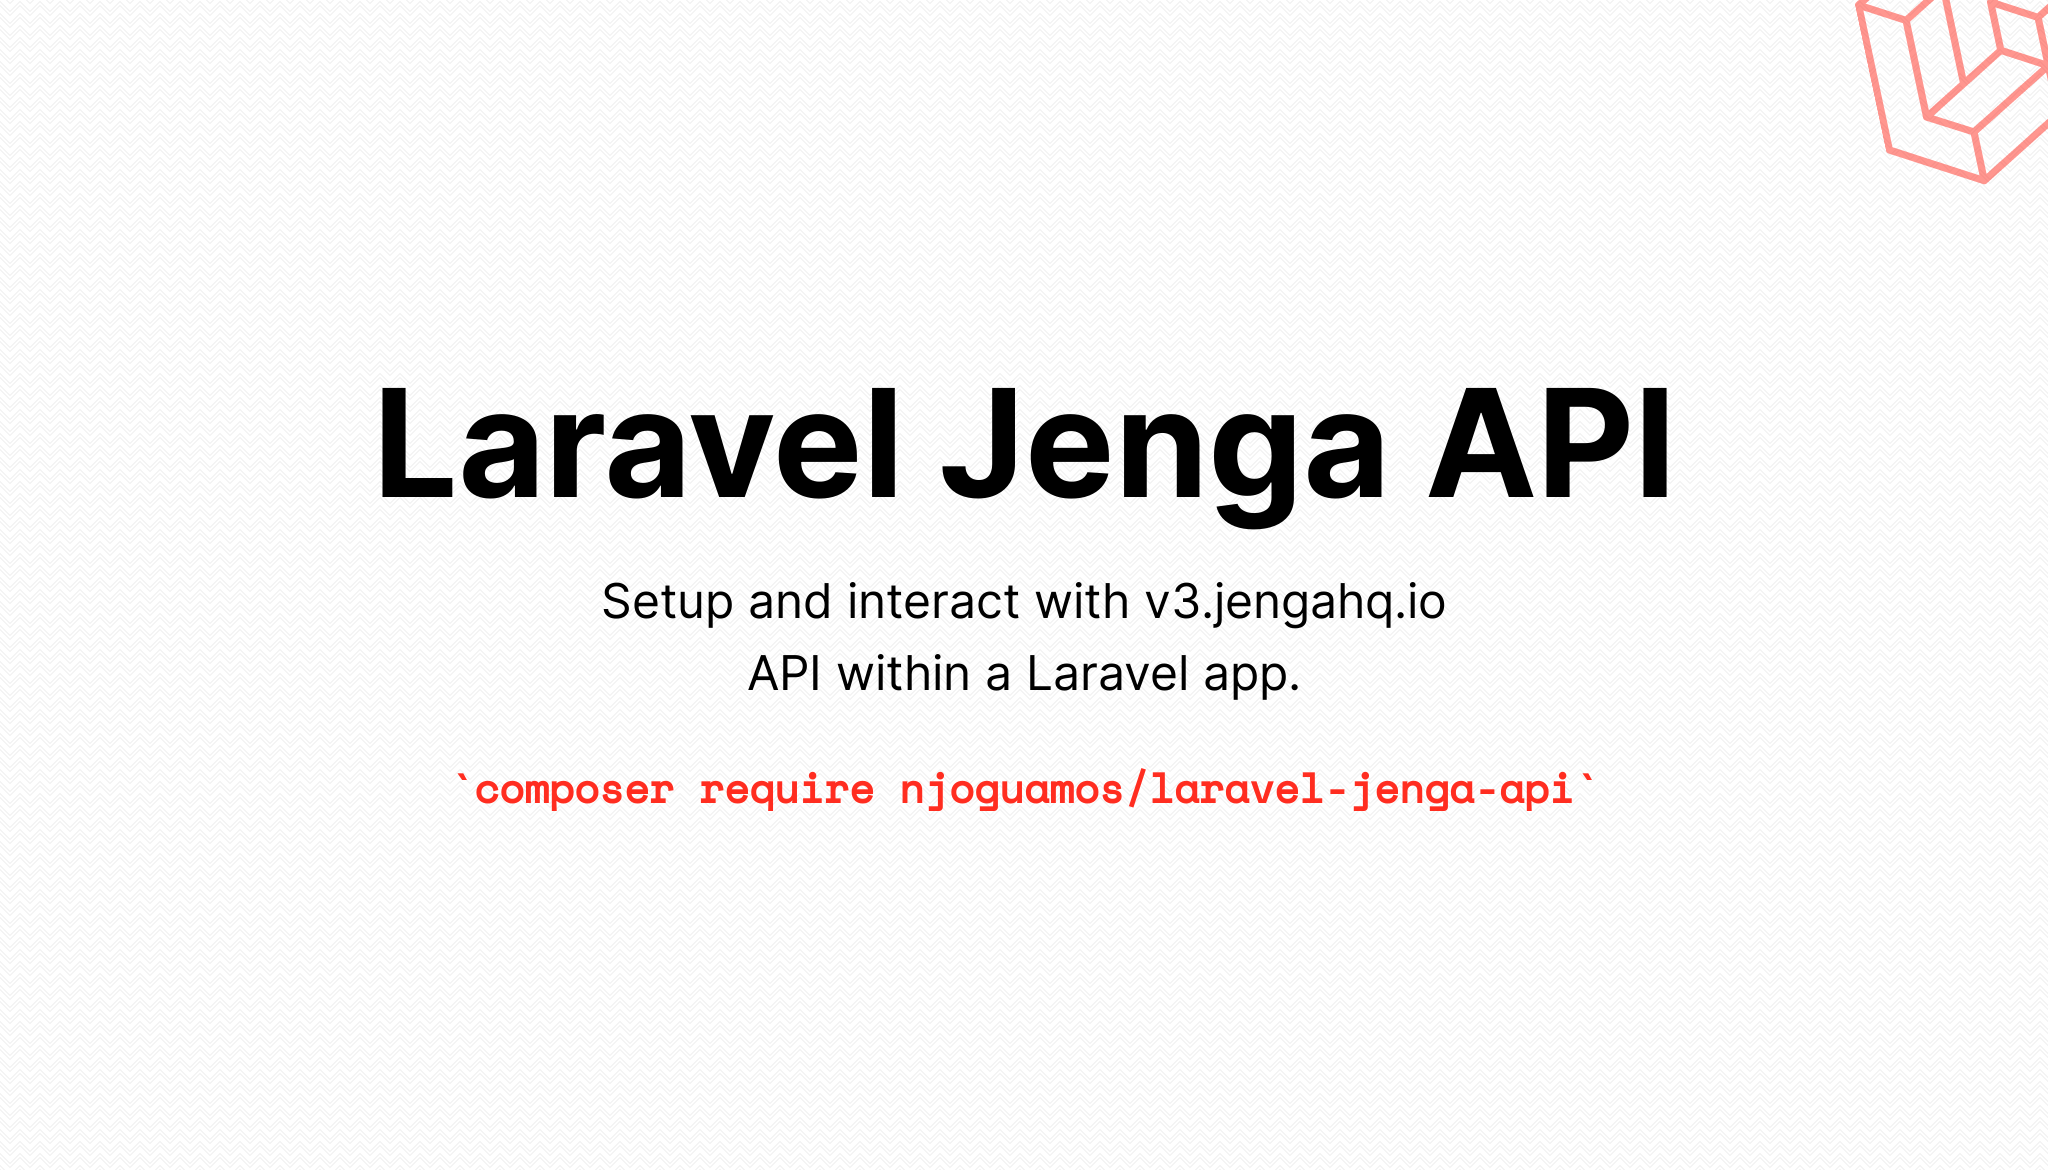 Laravel Jenga API
Setup and interact with v3.jengahq.io
API within a Laravel app.
`composer require njoguamos/laravel-jenga-api`